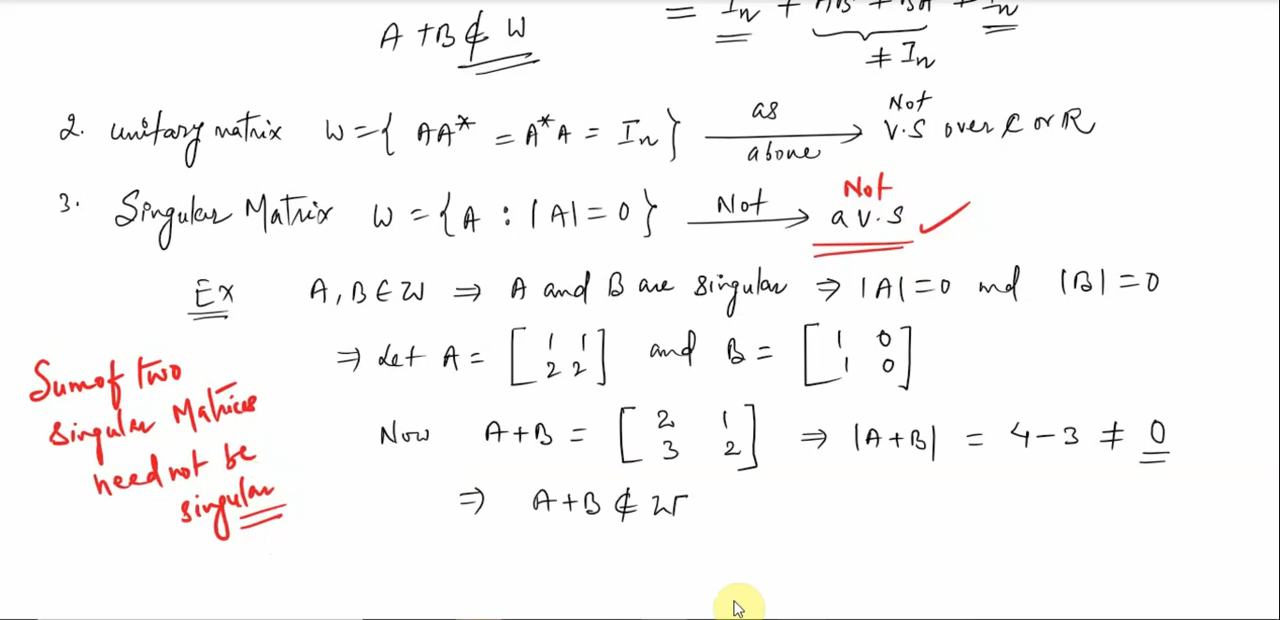 A+B ∉ W
= In + AB* + BA* + In
≠ In
2. unitary matrix W={ AA* = A*A = In } as above → Not V.S over C or R
3. Singular Matrix W={A : |A|=0 } Not → Not a V.S ✓
Ex A, B ∈ W ⇒ A and B are singular ⇒ |A|=0 and |B|=0
⇒ Let A = [ 1 1
2 2 ] and B = [ 1 0
1 0 ]
Now A+B = [ 2 1
3 2 ] ⇒ |A+B| = 4-3 ≠ 0
⇒ A+B ∉ W
Sum of two
singular Matrices
need not be
singular